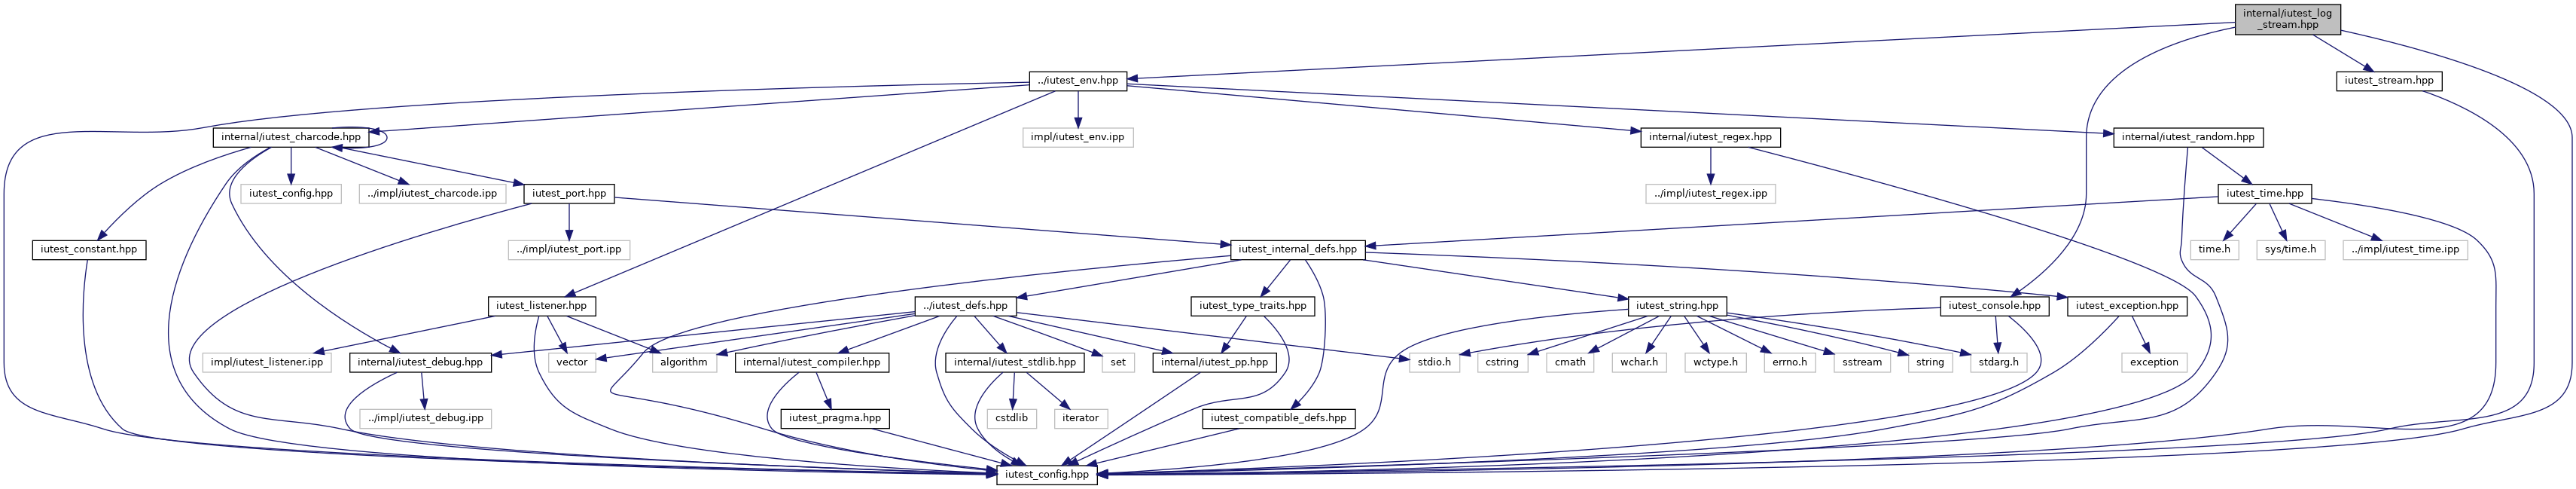 internal/iutest_log
_stream.hpp
../iutest_env.hpp
iutest_stream.hpp
internal/iutest_charcode.hpp
impl/iutest_env.ipp
internal/iutest_regex.hpp
internal/iutest_random.hpp
iutest_config.hpp
../impl/iutest_charcode.ipp
iutest_port.hpp
../impl/iutest_regex.ipp
iutest_time.hpp
iutest_constant.hpp
../impl/iutest_port.ipp
iutest_internal_defs.hpp
time.h
sys/time.h
../impl/iutest_time.ipp
iutest_listener.hpp
../iutest_defs.hpp
iutest_type_traits.hpp
iutest_string.hpp
iutest_console.hpp
iutest_exception.hpp
impl/iutest_listener.ipp
internal/iutest_debug.hpp
vector
algorithm
internal/iutest_compiler.hpp
internal/iutest_stdlib.hpp
set
internal/iutest_pp.hpp
stdio.h
cstring
cmath
wchar.h
wctype.h
errno.h
sstream
string
stdarg.h
exception
../impl/iutest_debug.ipp
iutest_pragma.hpp
cstdlib
iterator
iutest_compatible_defs.hpp
iutest_config.hpp